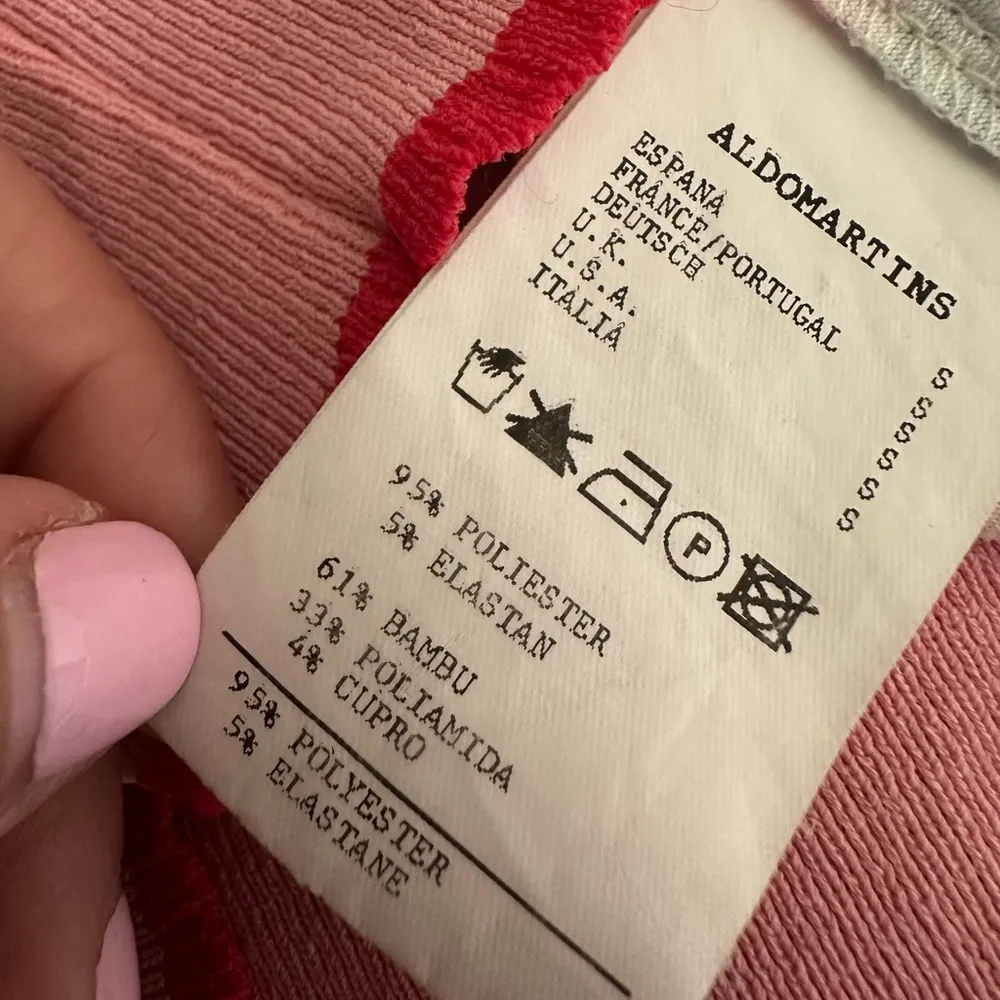 ALDOMARTINS
ESPANA S
FRANCE/PORTUGAL S
DEUTSCH S
U.K. S
U.S.A. S
ITALIA S
P
95% POLIESTER
5% ELASTAN
61% BAMBU
33% POLIAMIDA
4% CUPRO
95% POLYESTER
5% ELASTANE